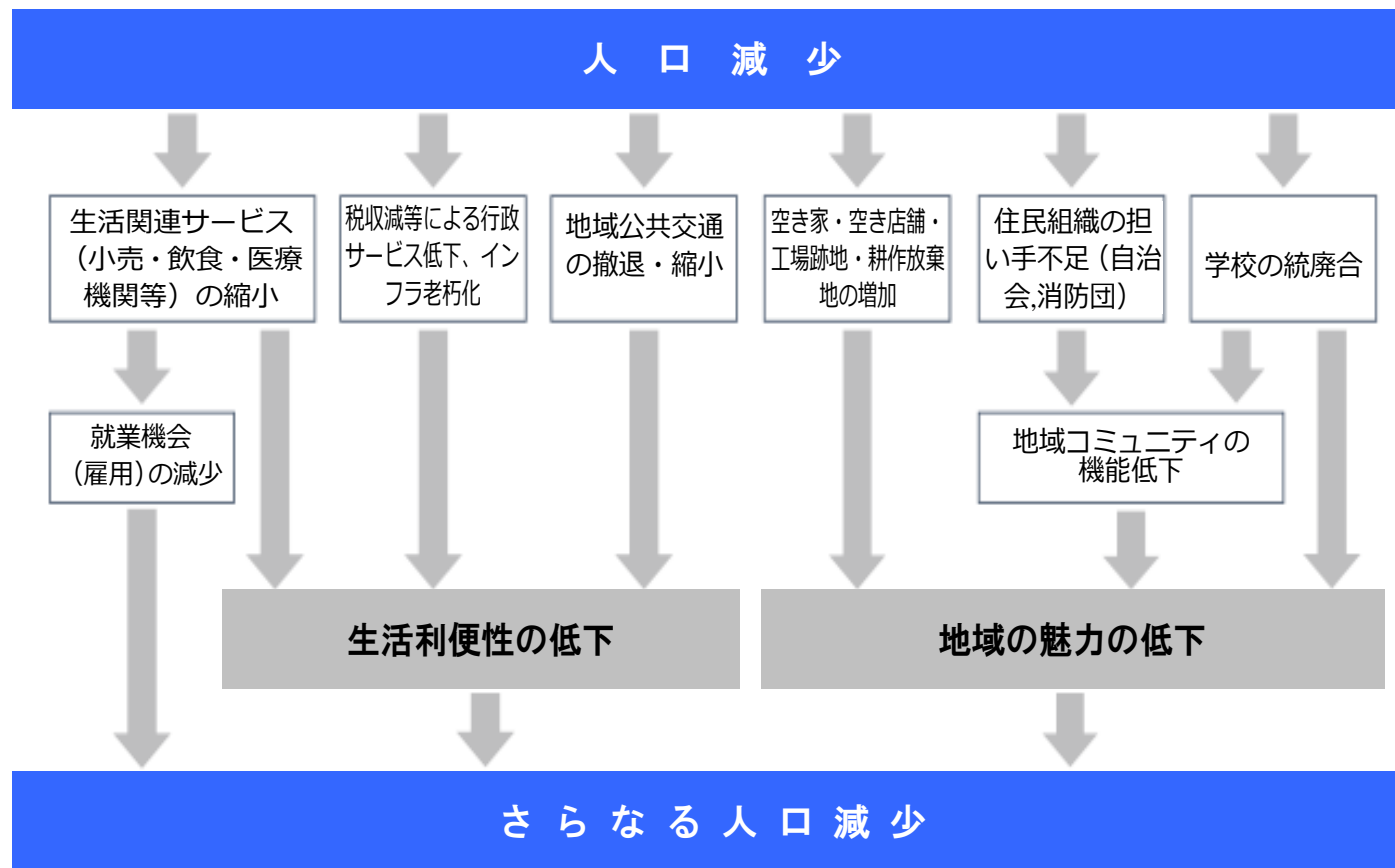 人口減少
生活関連サービス
（小売・飲食・医療
機関等）の縮小
税収減等による行政
サービス低下、イン
フラ老朽化
地域公共交通
の撤退・縮小
空き家・空き店舗・
工場跡地・耕作放棄
地の増加
住民組織の担
い手不足（自治
会,消防団）
学校の統廃合
就業機会
（雇用）の減少
地域コミュニティの
機能低下
生活利便性の低下
地域の魅力の低下
さらなる人口減少